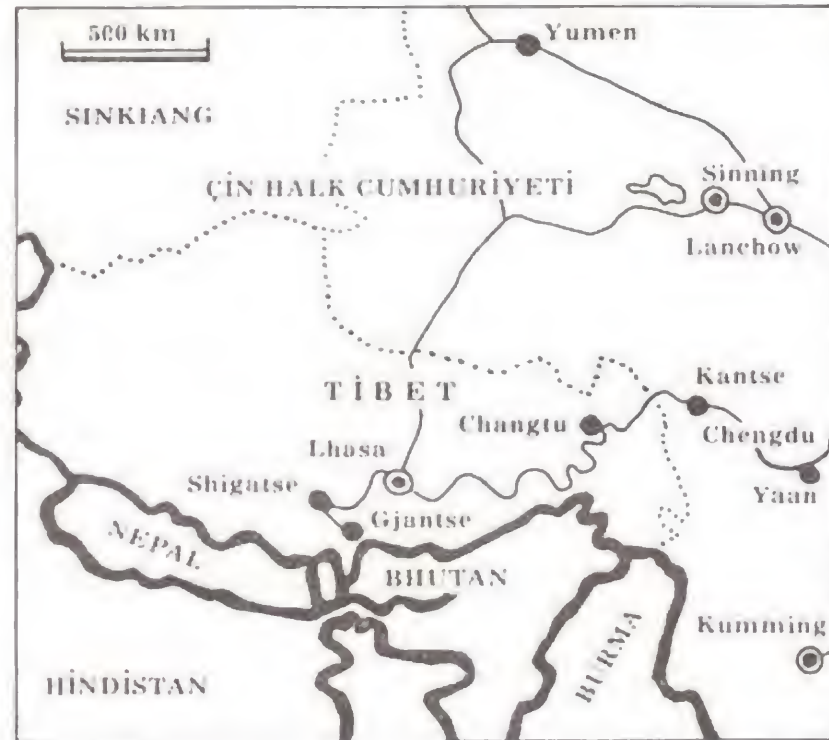 500 km
Yumen
SINKIANG
ÇİN HALK CUMHURİYETİ
Sinning
Lanchow
TİBET
Kantse
Changtu
Chengdu
Lhasa
Shigatse
Yaan
Gjantse
NEPAL
BHUTAN
BURMA
Kumming
HİNDİSTAN